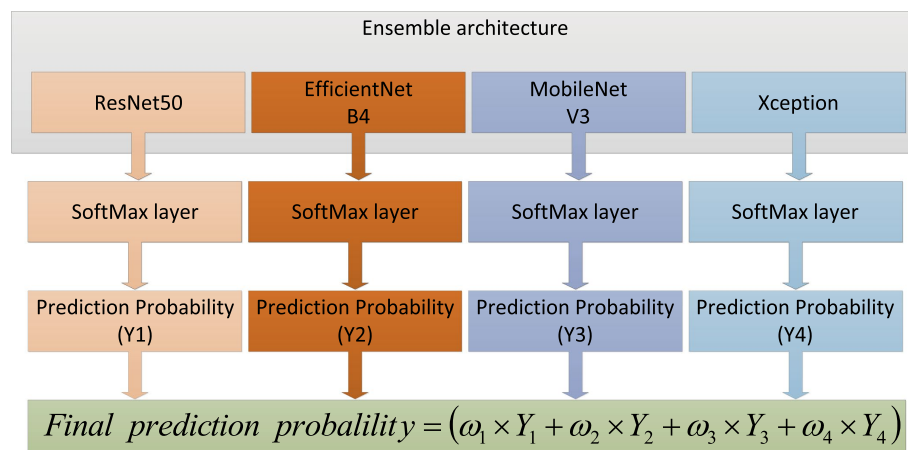 Ensemble architecture
ResNet50
EfficientNet
B4
MobileNet
V3
Xception
SoftMax layer
SoftMax layer
SoftMax layer
SoftMax layer
Prediction Probability
(Y1)
Prediction Probability
(Y2)
Prediction Probability
(Y3)
Prediction Probability
(Y4)
Final prediction probalility = (ω₁ × Y₁ + ω₂ × Y₂ + ω₃ × Y₃ + ω₄ × Y₄)